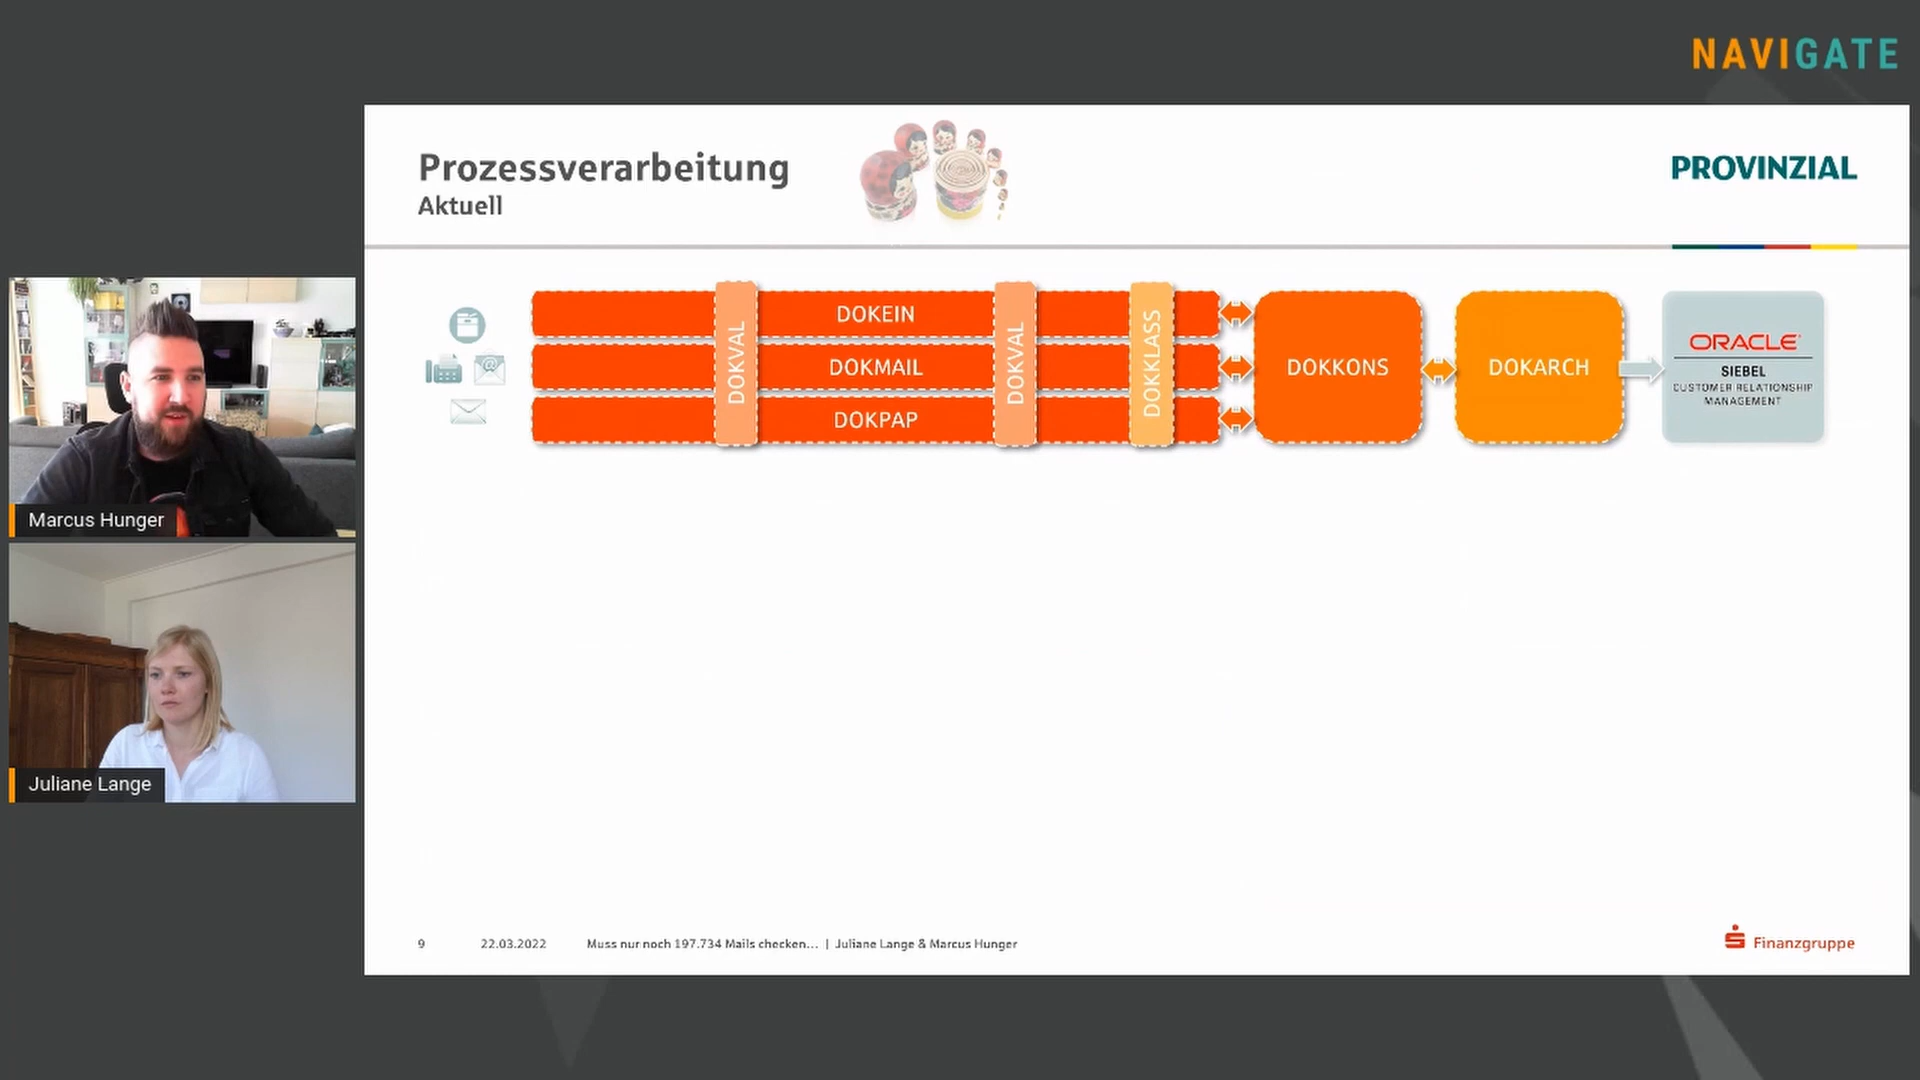 NAVIGATE
Prozessverarbeitung
Aktuell
PROVINZIAL
DOKEIN
DOKMAIL
DOKPAP
DOKVAL
DOKVAL
DOKKLASS
DOKKONS
DOKARCH
ORACLE
SIEBEL
CUSTOMER RELATIONSHIP
MANAGEMENT
Marcus Hunger
Juliane Lange
9
22.03.2022
Muss nur noch 197.734 Mails checken... | Juliane Lange & Marcus Hunger
Finanzgruppe